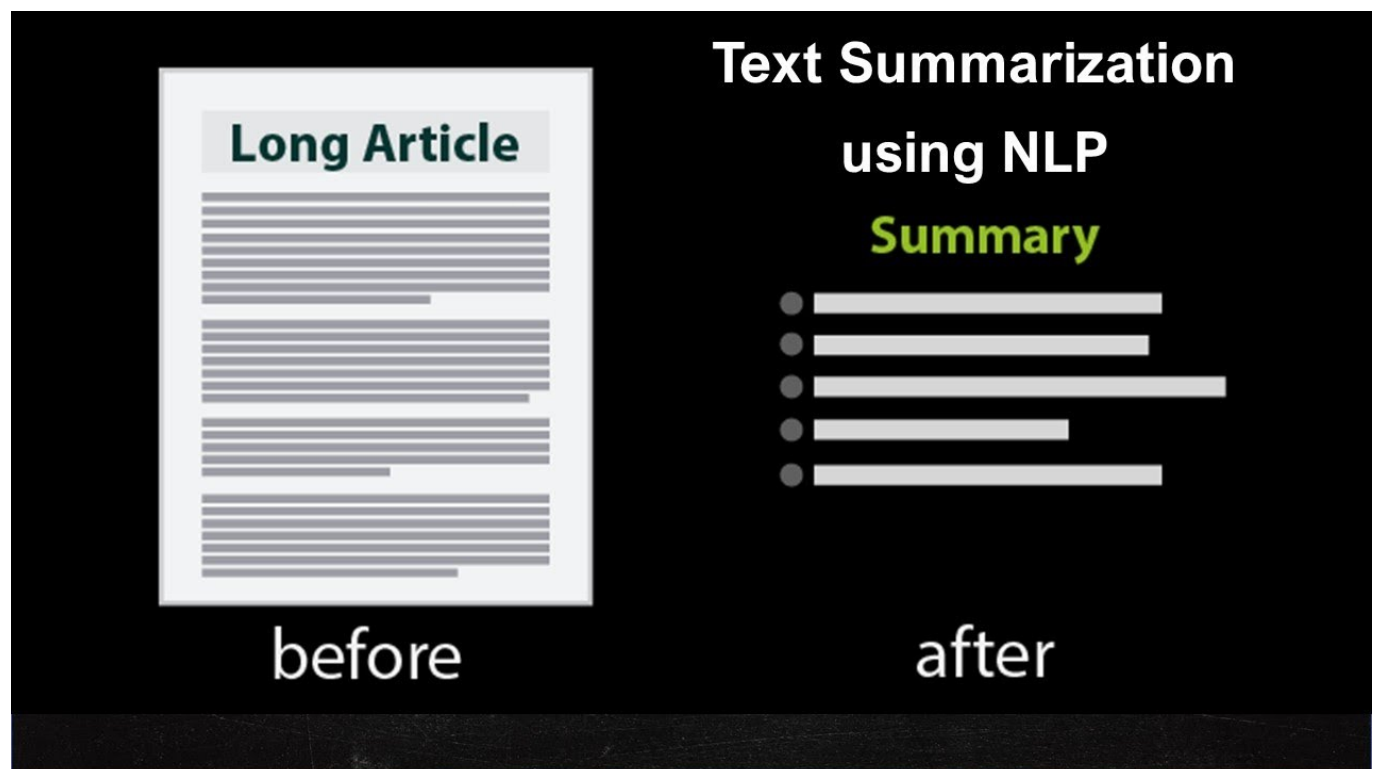 Long Article
before
Text Summarization
using NLP
Summary
after